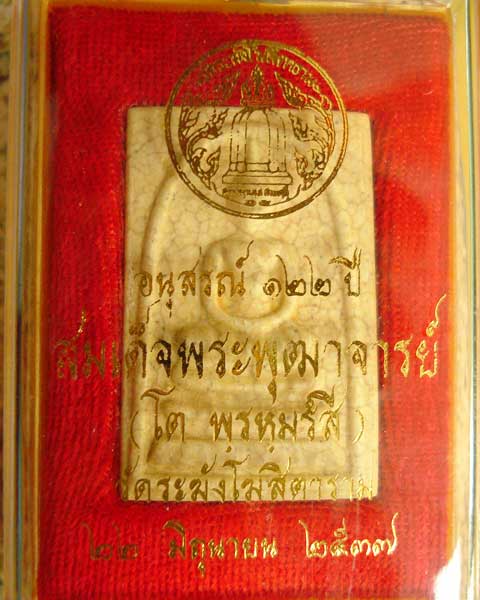 อนุสรณ์ ๑๒๒ ปี
สมเด็จพระพุฒาจารย์
(โต พฺรหฺมรํสี)
วัดระฆังโฆสิตาราม
๒๒ มิถุนายน ๒๕๓๗